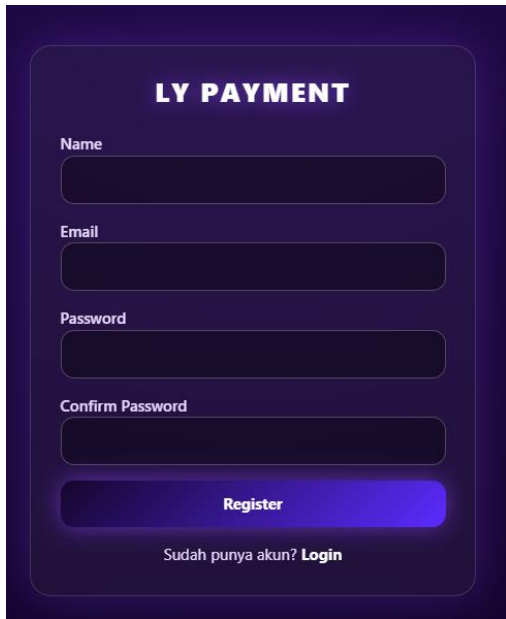 LY PAYMENT
Name
Email
Password
Confirm Password
Register
Sudah punya akun? Login